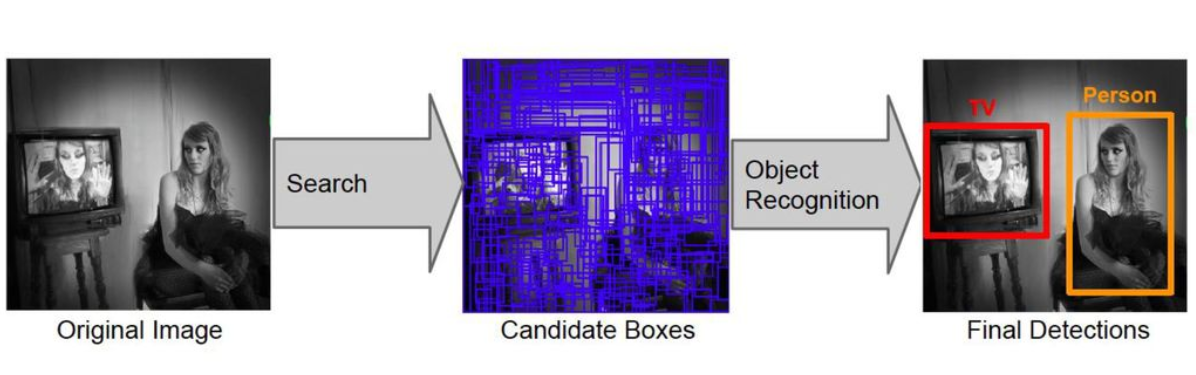 Search
Object
Recognition
TV
Person
Original Image
Candidate Boxes
Final Detections